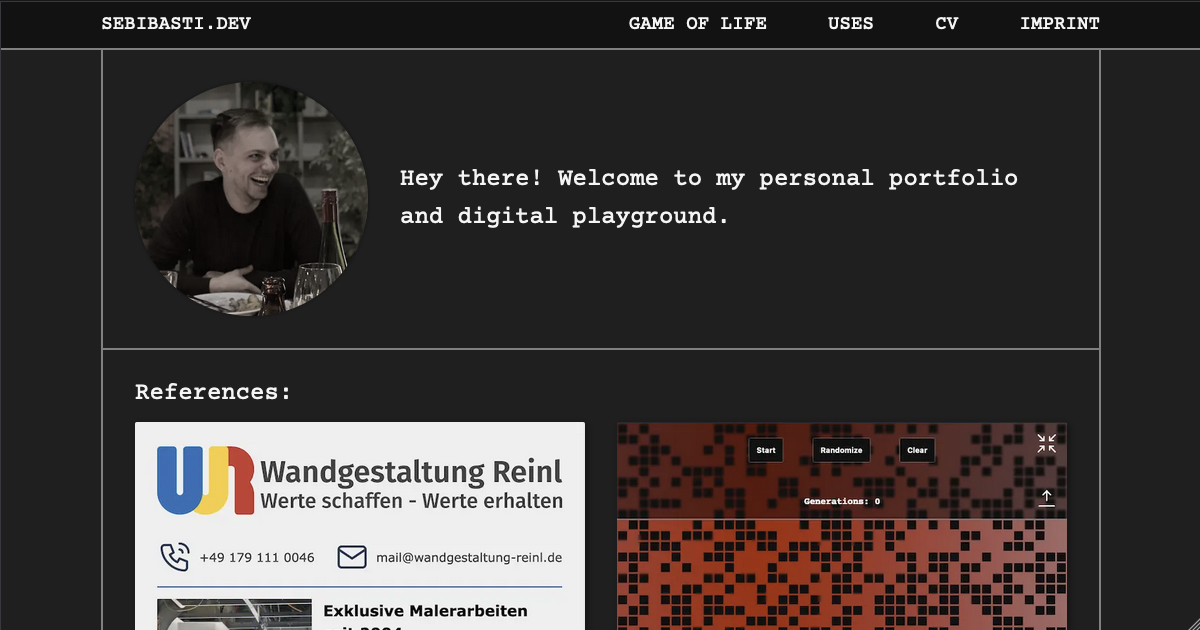 SEBIBASTI.DEV GAME OF LIFE USES CV IMPRINT
Hey there! Welcome to my personal portfolio
and digital playground.
References:
Wandgestaltung Reinl
Werte schaffen - Werte erhalten
+49 179 111 0046 mail@wandgestaltung-reinl.de
Exklusive Malerarbeiten
Start Randomize Clear
Generations: 0